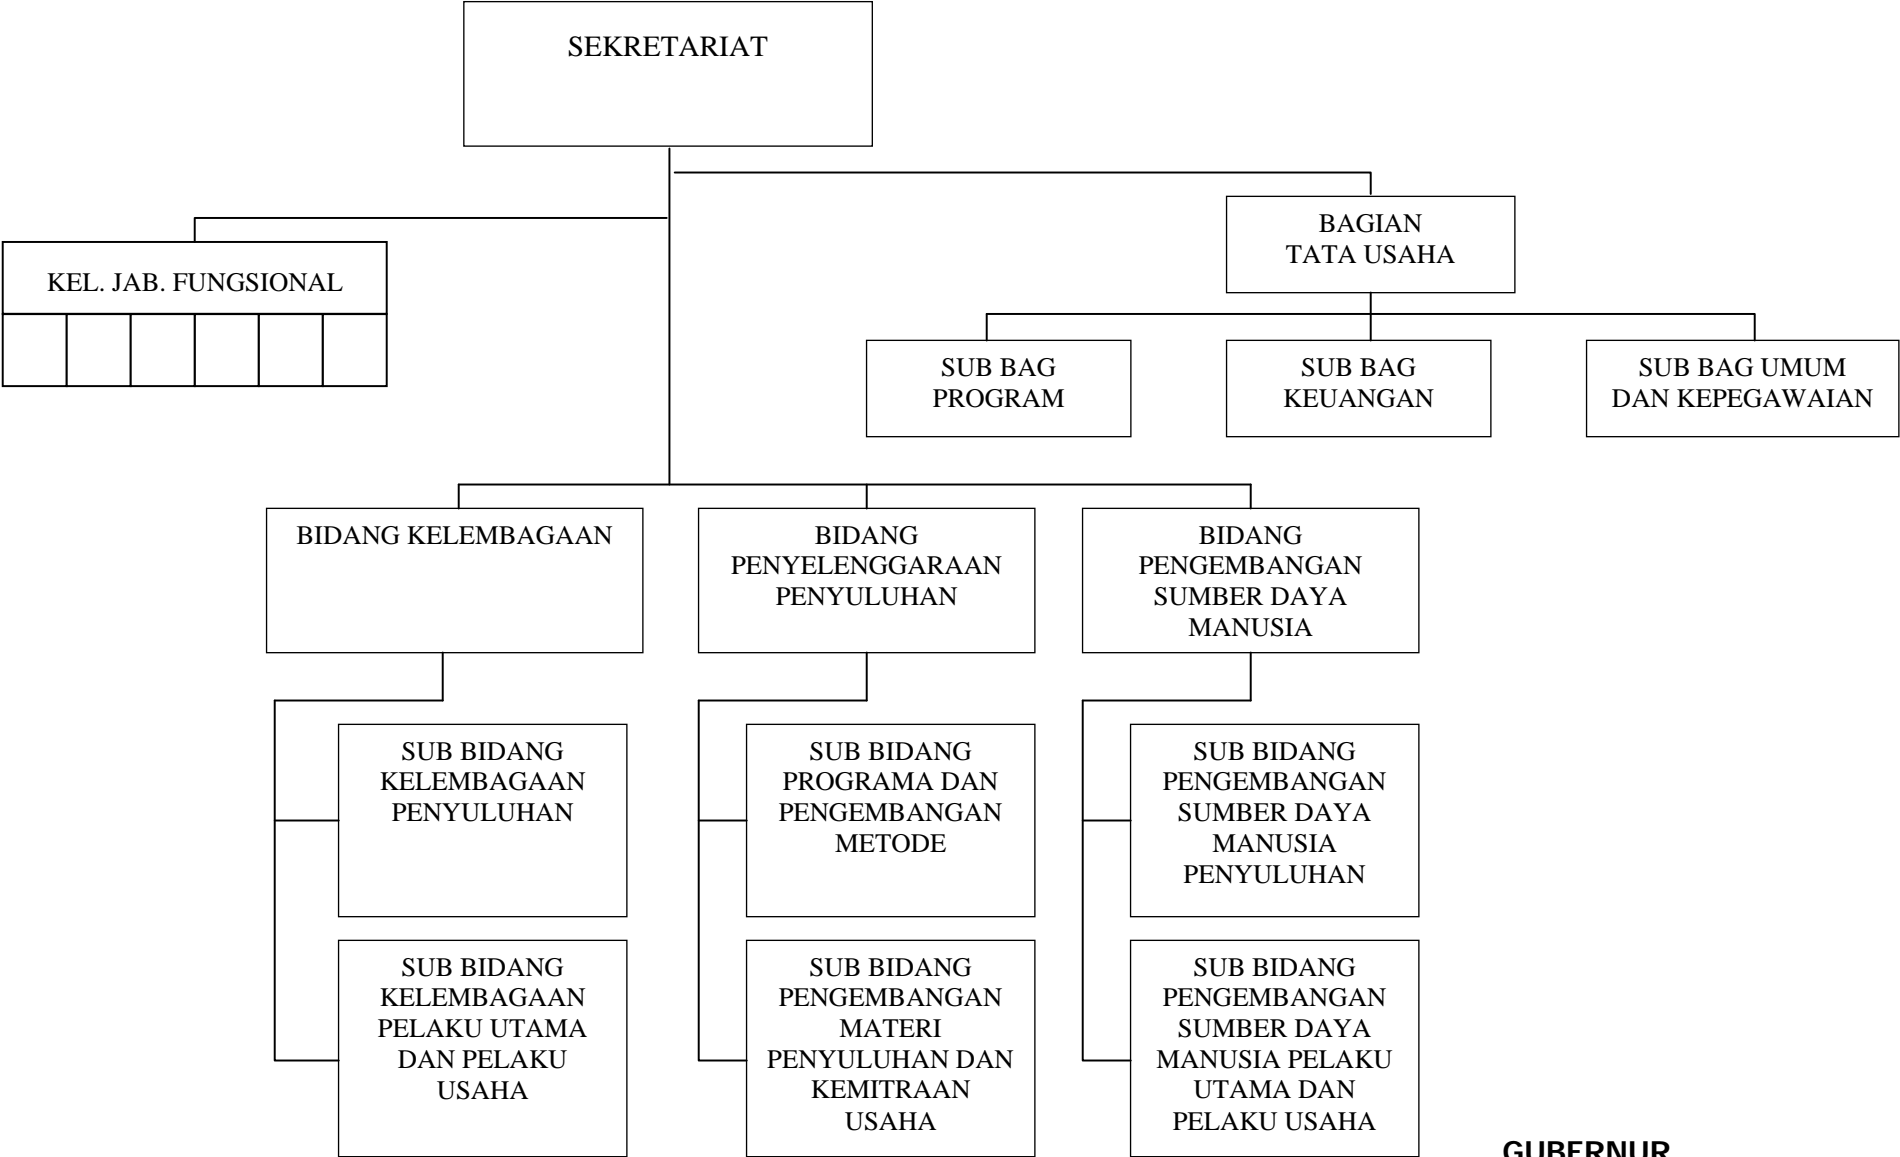 SEKRETARIAT
BAGIAN
TATA USAHA
KEL. JAB. FUNGSIONAL
SUB BAG
PROGRAM
SUB BAG
KEUANGAN
SUB BAG UMUM
DAN KEPEGAWAIAN
BIDANG KELEMBAGAAN
BIDANG
PENYELENGGARAAN
PENYULUHAN
BIDANG
PENGEMBANGAN
SUMBER DAYA
MANUSIA
SUB BIDANG
KELEMBAGAAN
PENYULUHAN
SUB BIDANG
PROGRAMA DAN
PENGEMBANGAN
METODE
SUB BIDANG
PENGEMBANGAN
SUMBER DAYA
MANUSIA
PENYULUHAN
SUB BIDANG
KELEMBAGAAN
PELAKU UTAMA
DAN PELAKU
USAHA
SUB BIDANG
PENGEMBANGAN
MATERI
PENYULUHAN DAN
KEMITRAAN
USAHA
SUB BIDANG
PENGEMBANGAN
SUMBER DAYA
MANUSIA PELAKU
UTAMA DAN
PELAKU USAHA
GUBERNUR